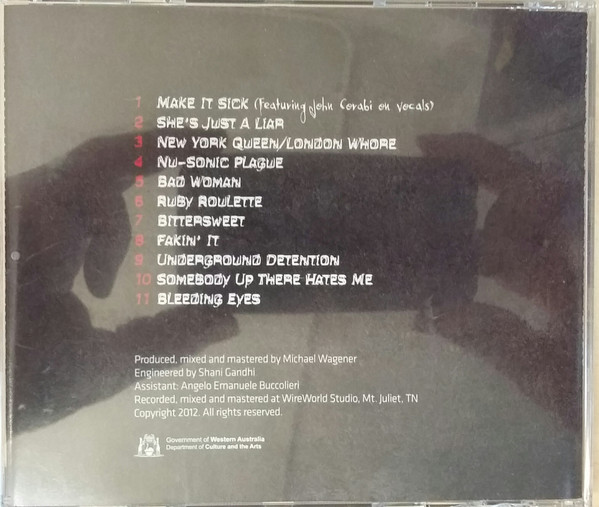 1 MAKE IT SICK (featuring John Corabi on vocals)
2 SHE'S JUST A LIAR
3 NEW YORK QUEEN/LONDON WHORE
4 NU-SONIC PLAGUE
5 BAD WOMAN
6 RUBY ROULETTE
7 BITTERSWEET
8 FAKIN' IT
9 UNDERGROUND DETENTION
10 SOMEBODY UP THERE HATES ME
11 BLEEDING EYES
Produced, mixed and mastered by Michael Wagener
Engineered by Shani Gandhi
Assistant: Angelo Emanuele Buccolieri
Recorded, mixed and mastered at WireWorld Studio, Mt. Juliet, TN
Copyright 2012. All rights reserved.
Government of Western Australia
Department of Culture and the Arts